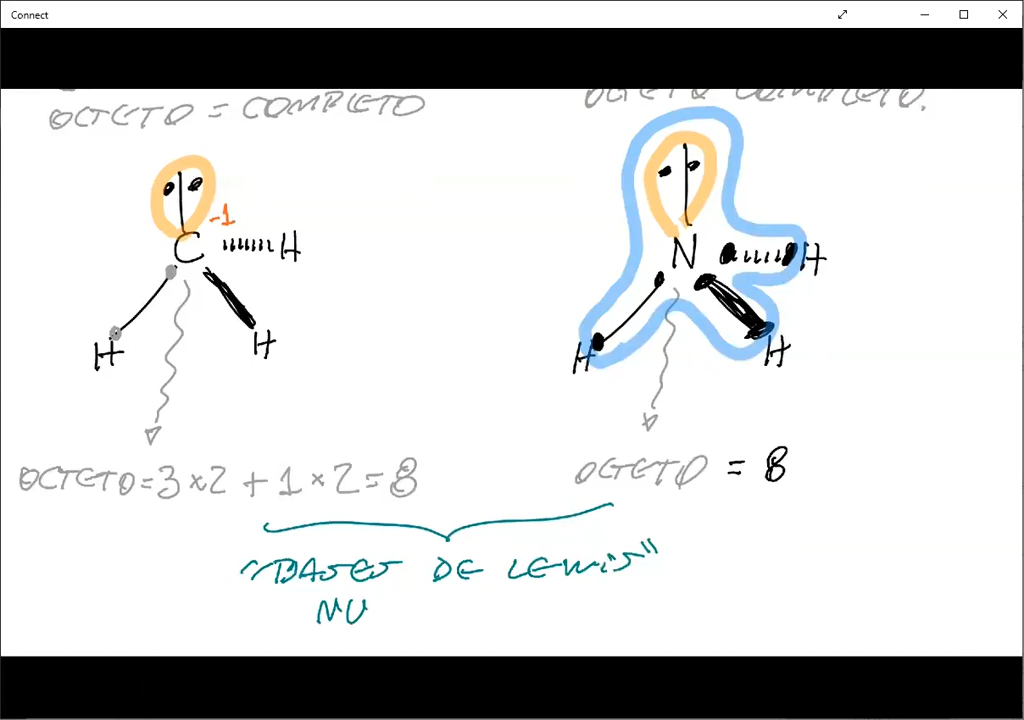 Connect
OCTETO = COMPLETO
OCTETO COMPLETO.
-1
C
H
H
H
N
H
H
H
OCTETO = 3 x 2 + 1 x 2 = 8
OCTETO = 8
"BASES DE LEWIS"
NU